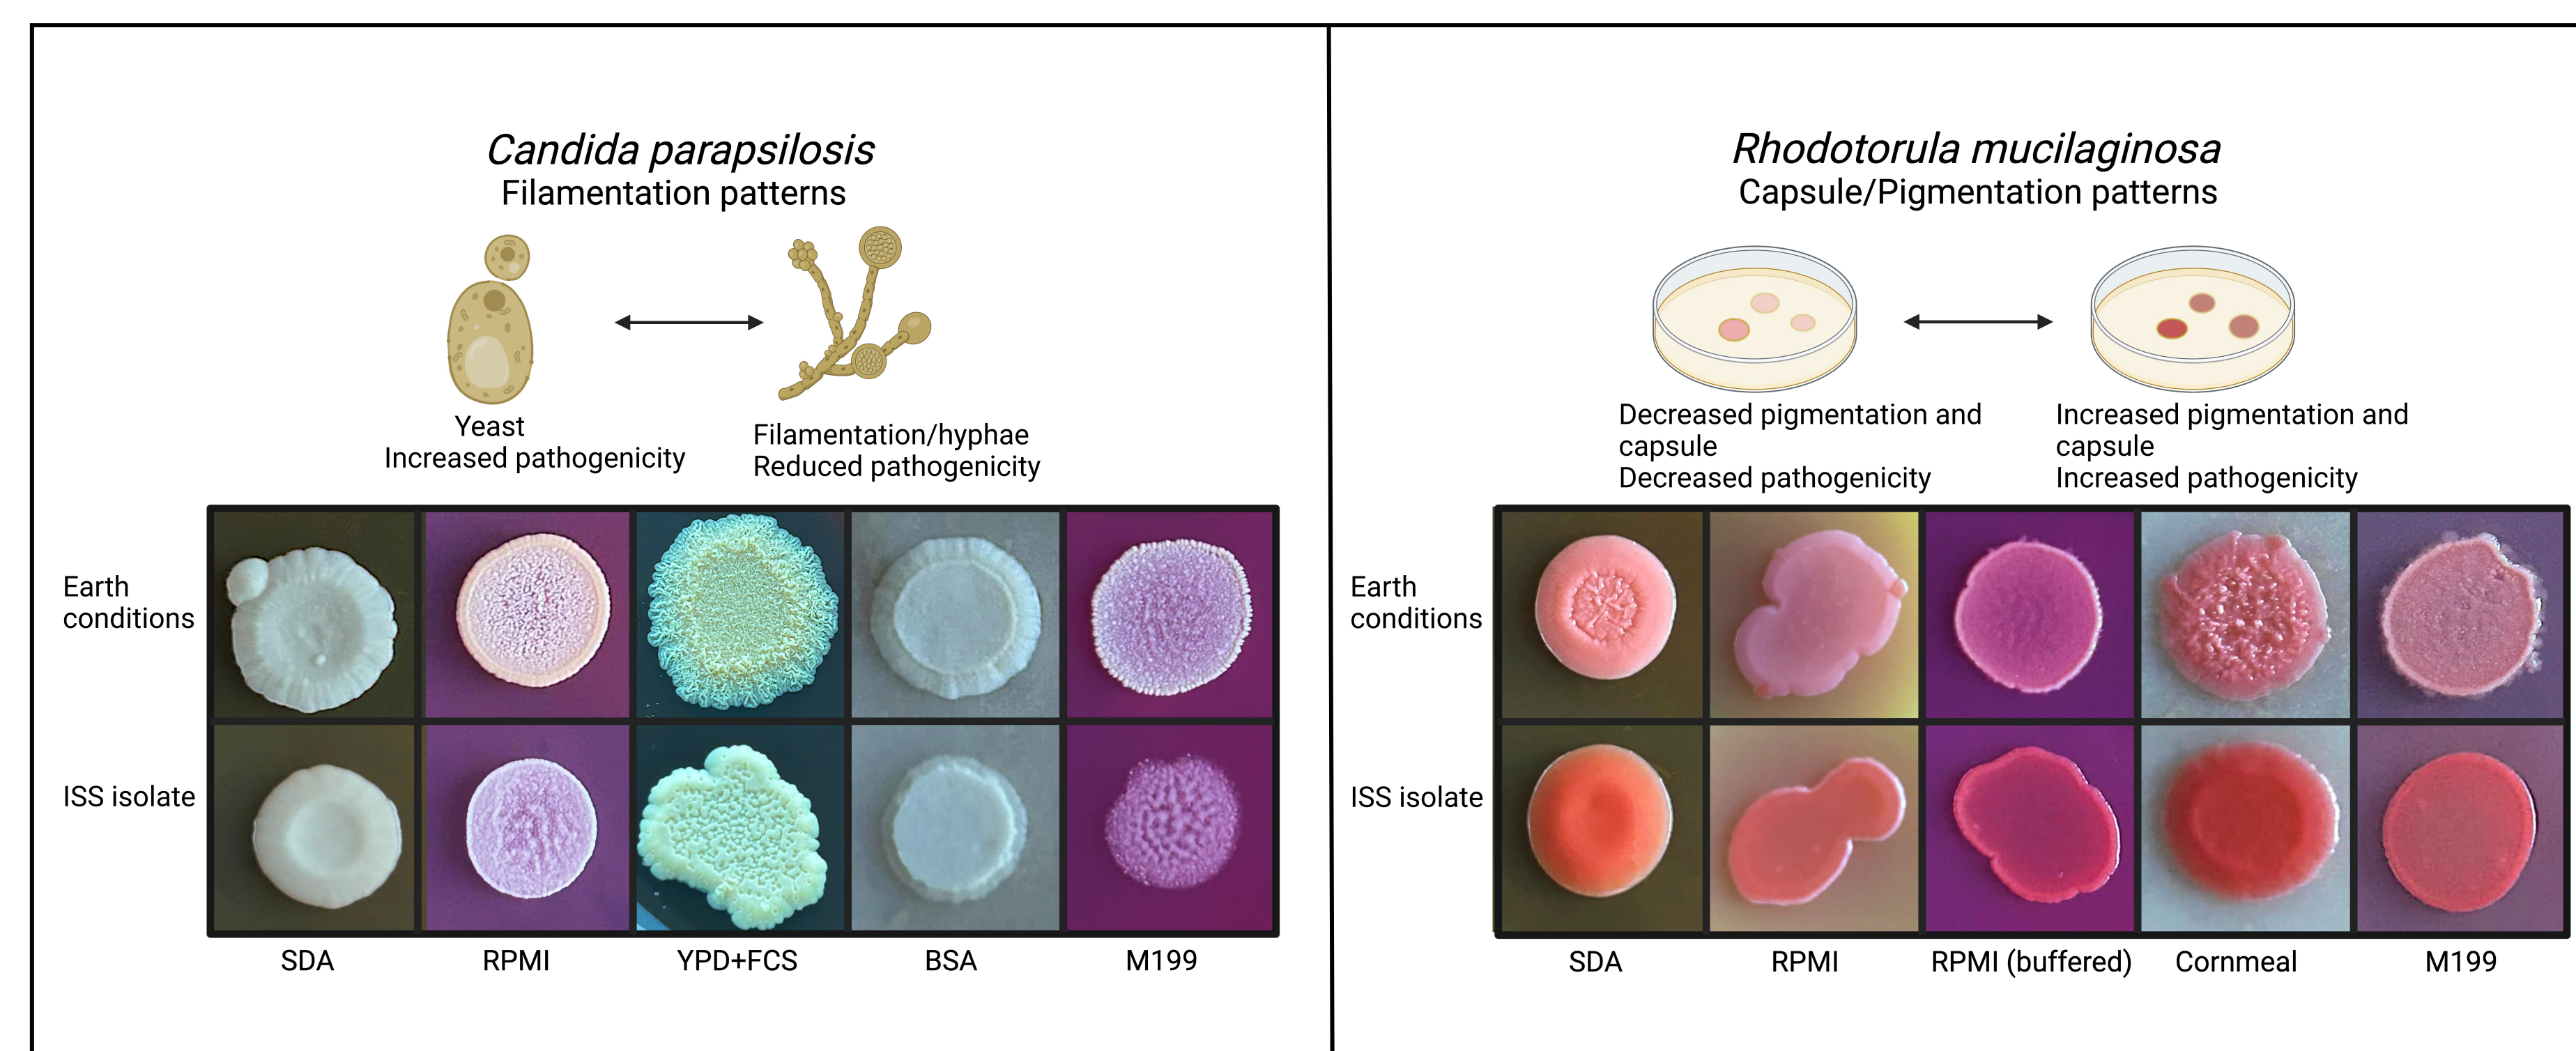 Candida parapsilosis
Filamentation patterns
Yeast
Increased pathogenicity
Filamentation/hyphae
Reduced pathogenicity
Earth
conditions
ISS isolate
SDA
RPMI
YPD+FCS
BSA
M199
Rhodotorula mucilaginosa
Capsule/Pigmentation patterns
Decreased pigmentation and
capsule
Decreased pathogenicity
Increased pigmentation and
capsule
Increased pathogenicity
Earth
conditions
ISS isolate
SDA
RPMI
RPMI (buffered)
Cornmeal
M199